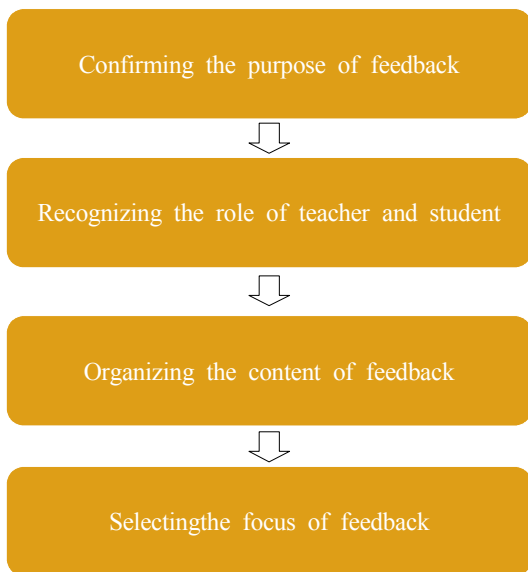 Confirming the purpose of feedback
Recognizing the role of teacher and student
Organizing the content of feedback
Selectingthe focus of feedback